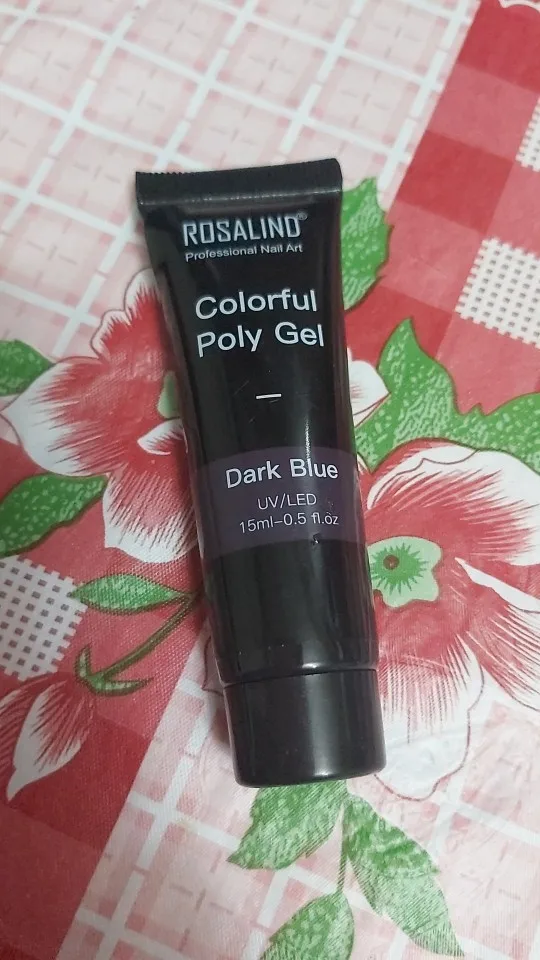 ROSALIND®
Professional Nail Art
Colorful
Poly Gel
Dark Blue
UV/LED
15ml-0.5 fl.oz